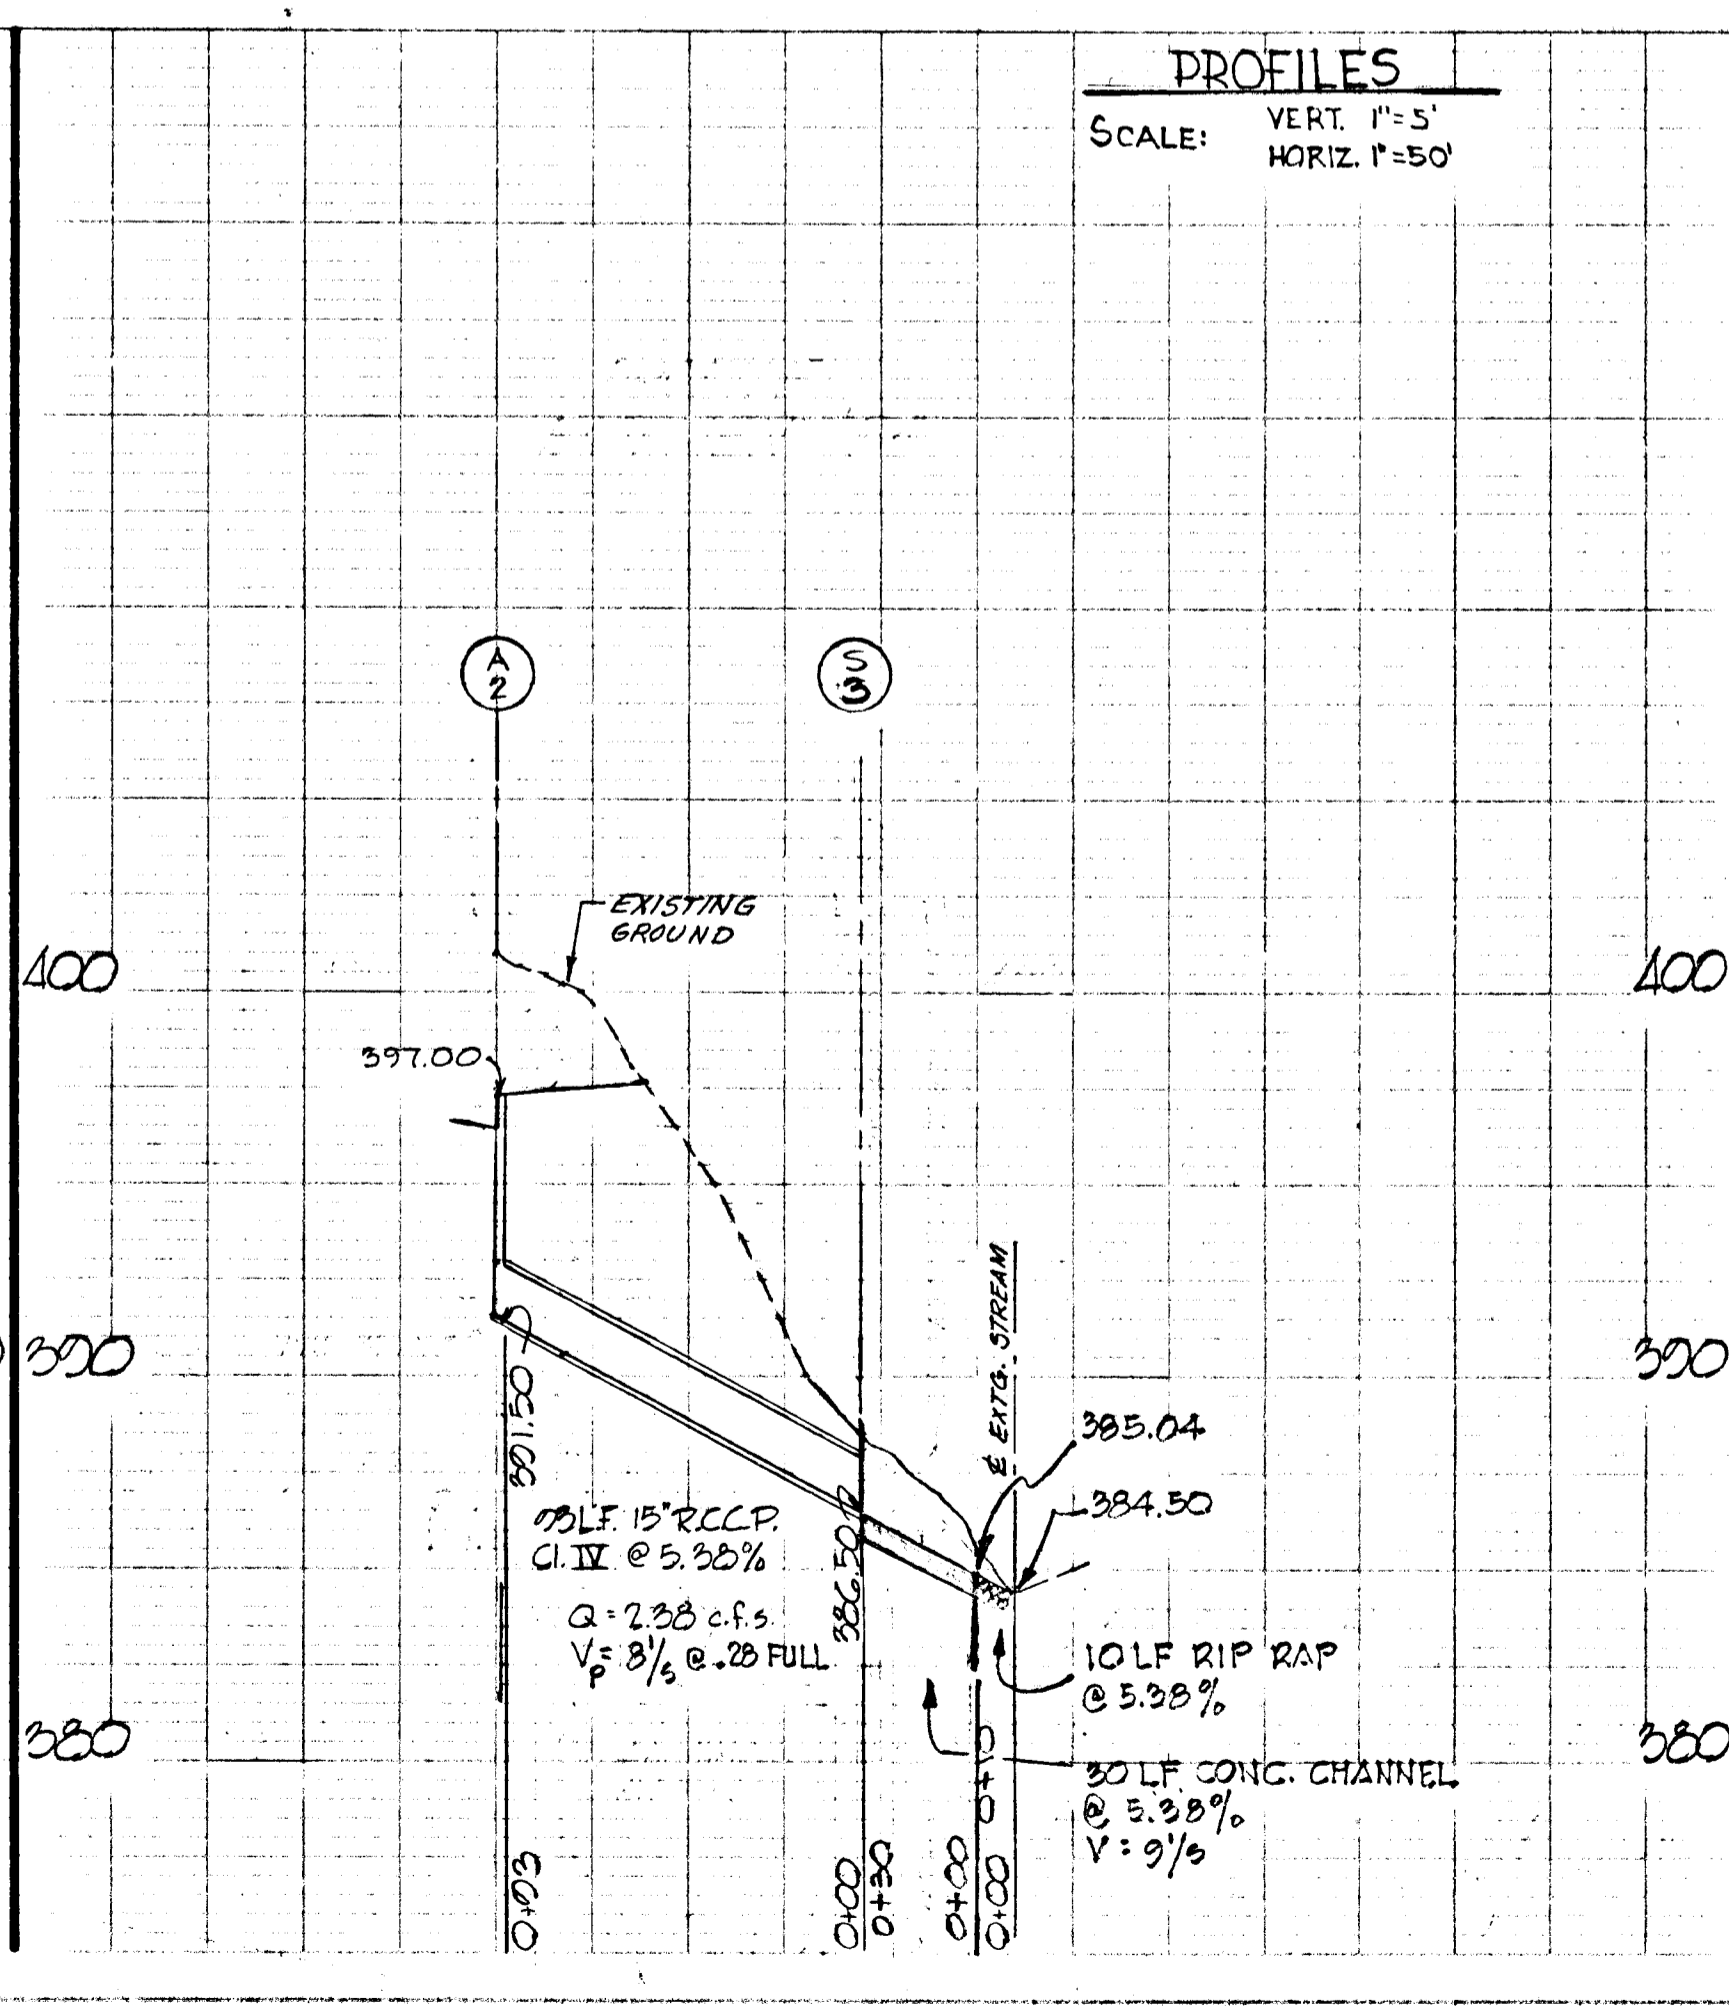 PROFILES
SCALE: VERT. 1"=5'
HORIZ. 1"=50'
A
2
S
3
EXISTING
GROUND
400
400
397.00
390
390
391.50
℄ EXTG. STREAM
385.04
384.50
93 L.F. 15" R.C.C.P.
Cl. IV @ 5.38%
Q = 2.38 c.f.s.
Vp = 8'/s @ .28 FULL
386.50
10 LF RIP RAP
@ 5.38%
380
380
30 LF CONC. CHANNEL
@ 5.38%
V = 9'/s
0+93
0+00
0+30
0+00
0+00
0+10